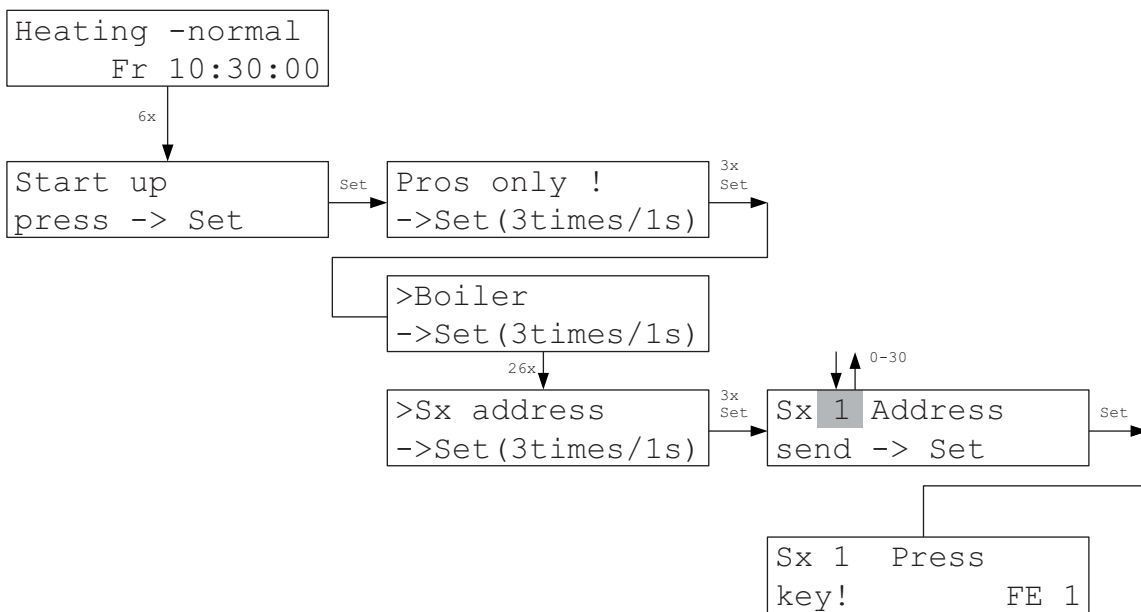 Heating -normal
Fr 10:30:00
6x
Start up
press -> Set
Set
Pros only !
->Set(3times/1s)
3x
Set
>Boiler
->Set(3times/1s)
26x
>Sx address
->Set(3times/1s)
3x
Set
0-30
Sx 1 Address
send -> Set
Set
Sx 1 Press
key! FE 1